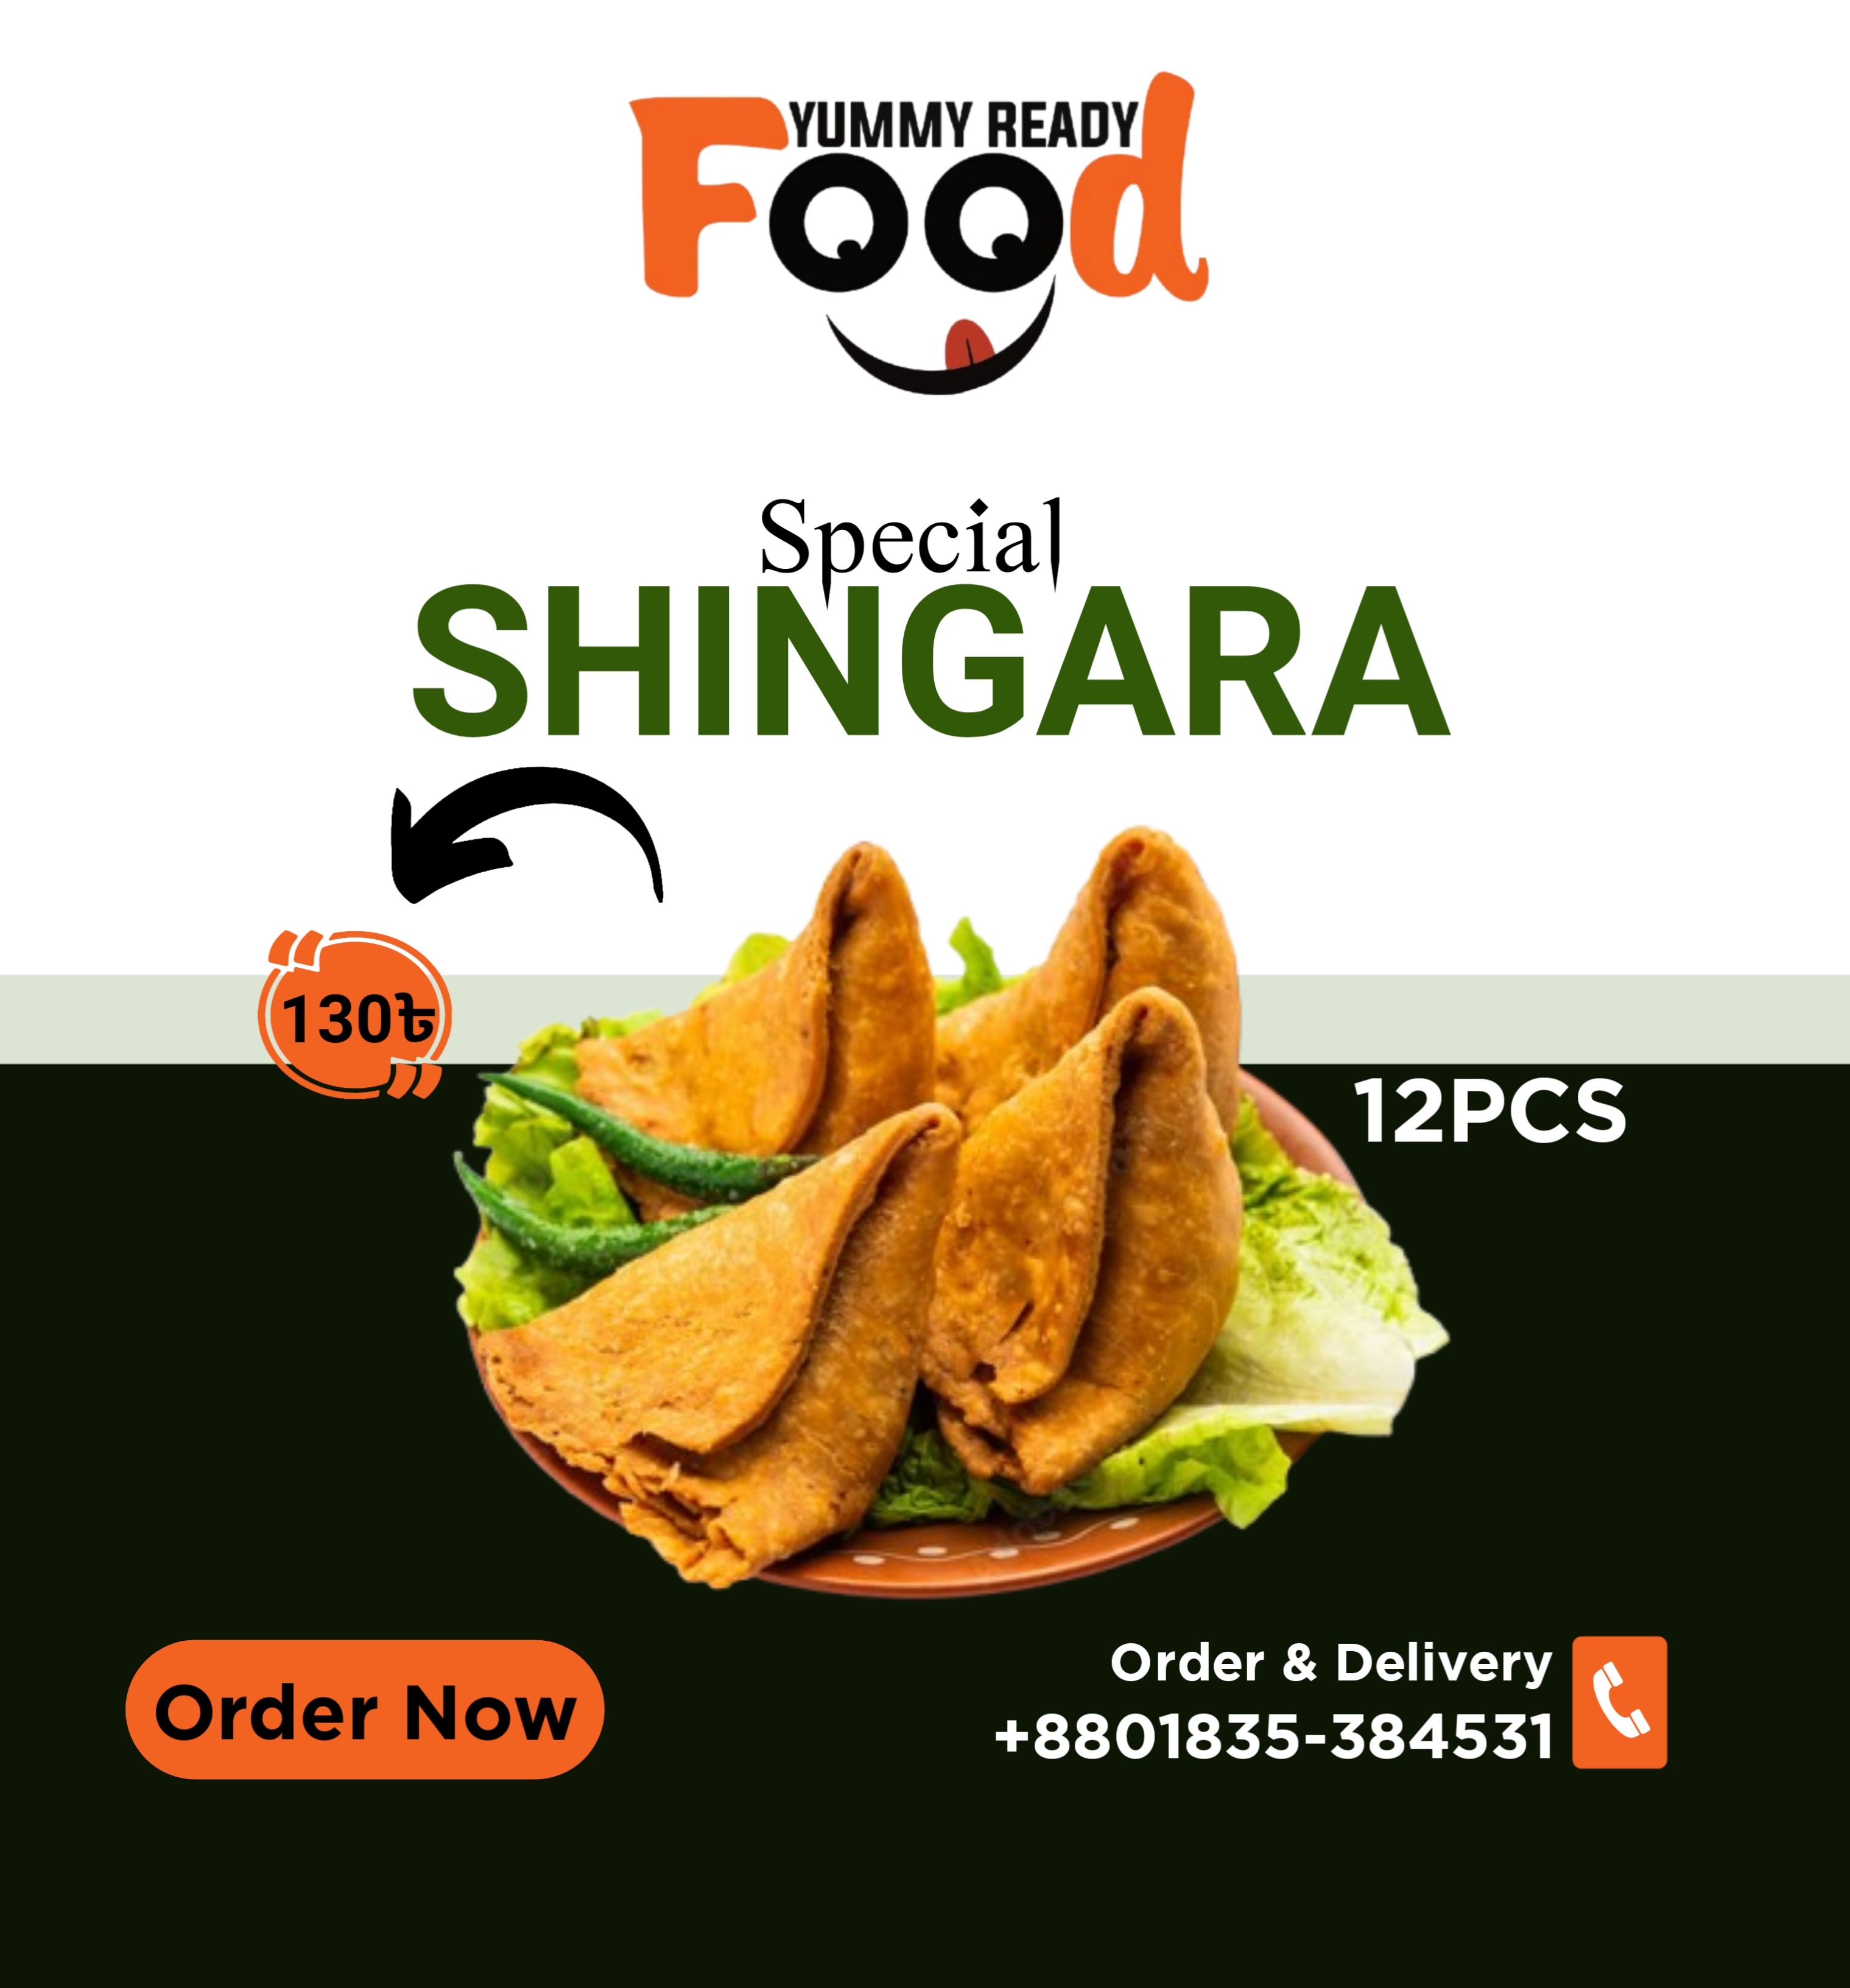 YUMMY READY
Food
Special
SHINGARA
130৳
12PCS
Order Now
Order & Delivery
+8801835-384531